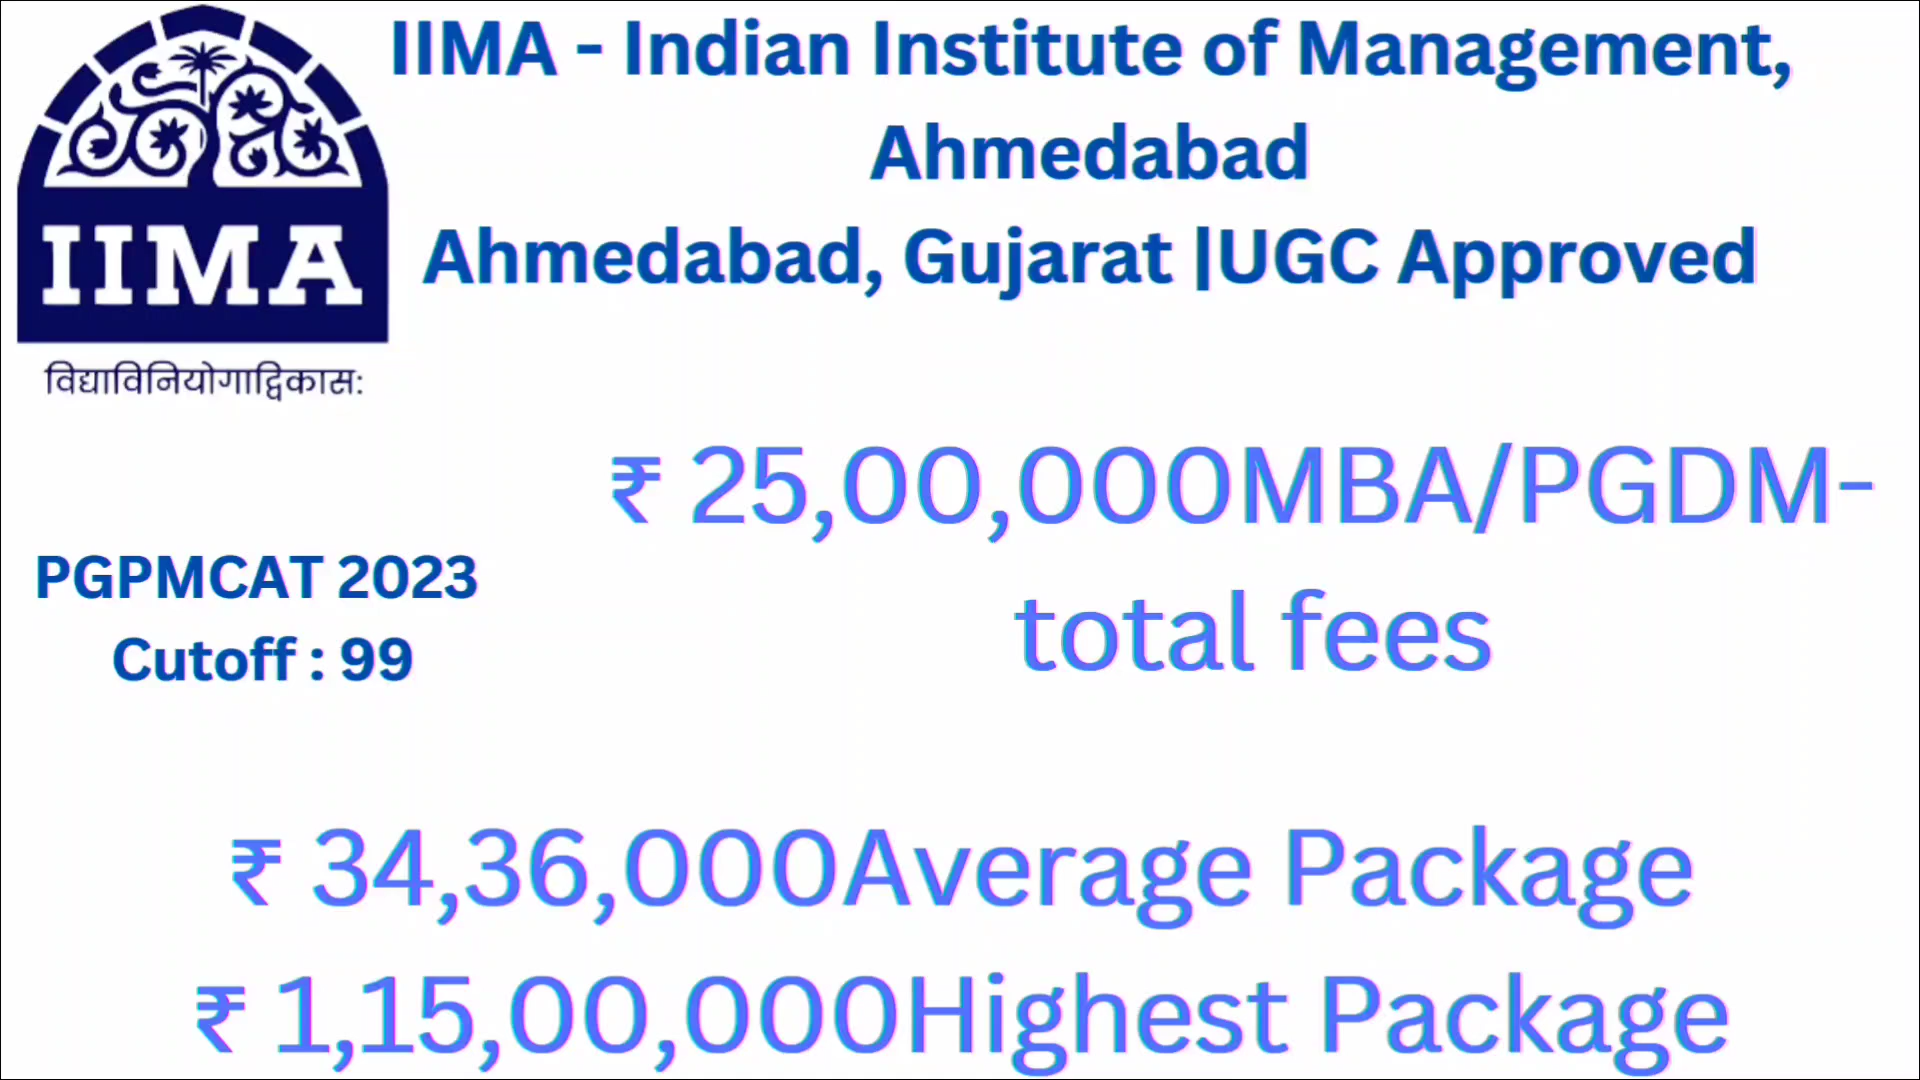 IIMA - Indian Institute of Management,
Ahmedabad
Ahmedabad, Gujarat |UGC Approved
IIMA
विद्याविनियोगाद्विकास:
₹ 25,00,000MBA/PGDM-
total fees
PGPMCAT 2023
Cutoff : 99
₹ 34,36,000Average Package
₹ 1,15,00,000Highest Package